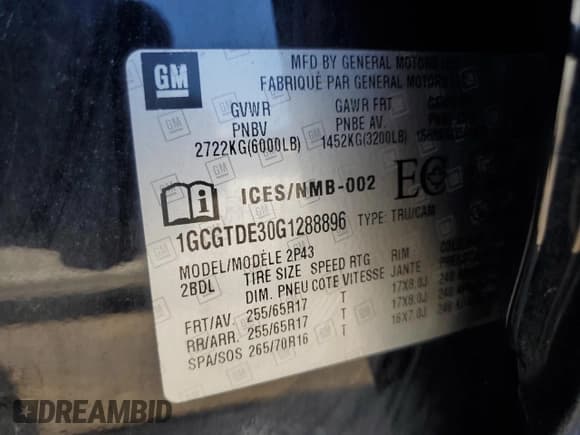 GM
MFD BY GENERAL MOTORS
FABRIQUÉ PAR GENERAL MOTORS
GVWR GAWR FRT
PNBV PNBE AV.
2722KG(6000LB) 1452KG(3200LB)
ICES/NMB-002 EC
1GCGTDE30G1288896 TYPE: TRU/CAM
MODEL/MODÈLE 2P43
2BDL TIRE SIZE SPEED RTG RIM
DIM. PNEU COTE VITESSE JANTE
FRT/AV. 255/65R17 T 17X8.0J
RR/ARR. 255/65R17 T 17X8.0J
SPA/SOS 265/70R16 T 16X7.0J
DREAMBID